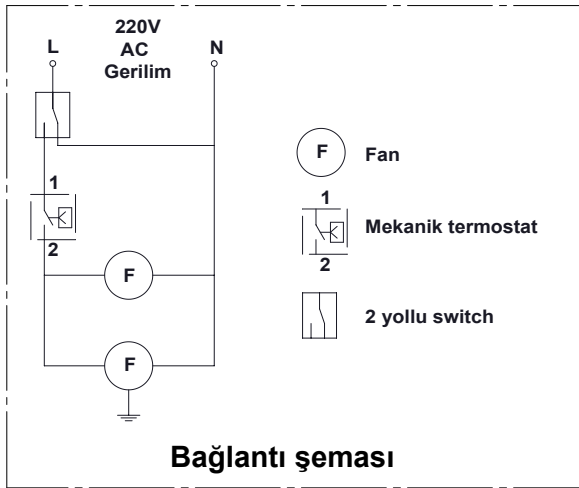 220V
AC
Gerilim
L
N
1
2
F
F
F
Fan
1
2
Mekanik termostat
2 yollu switch
Bağlantı şeması